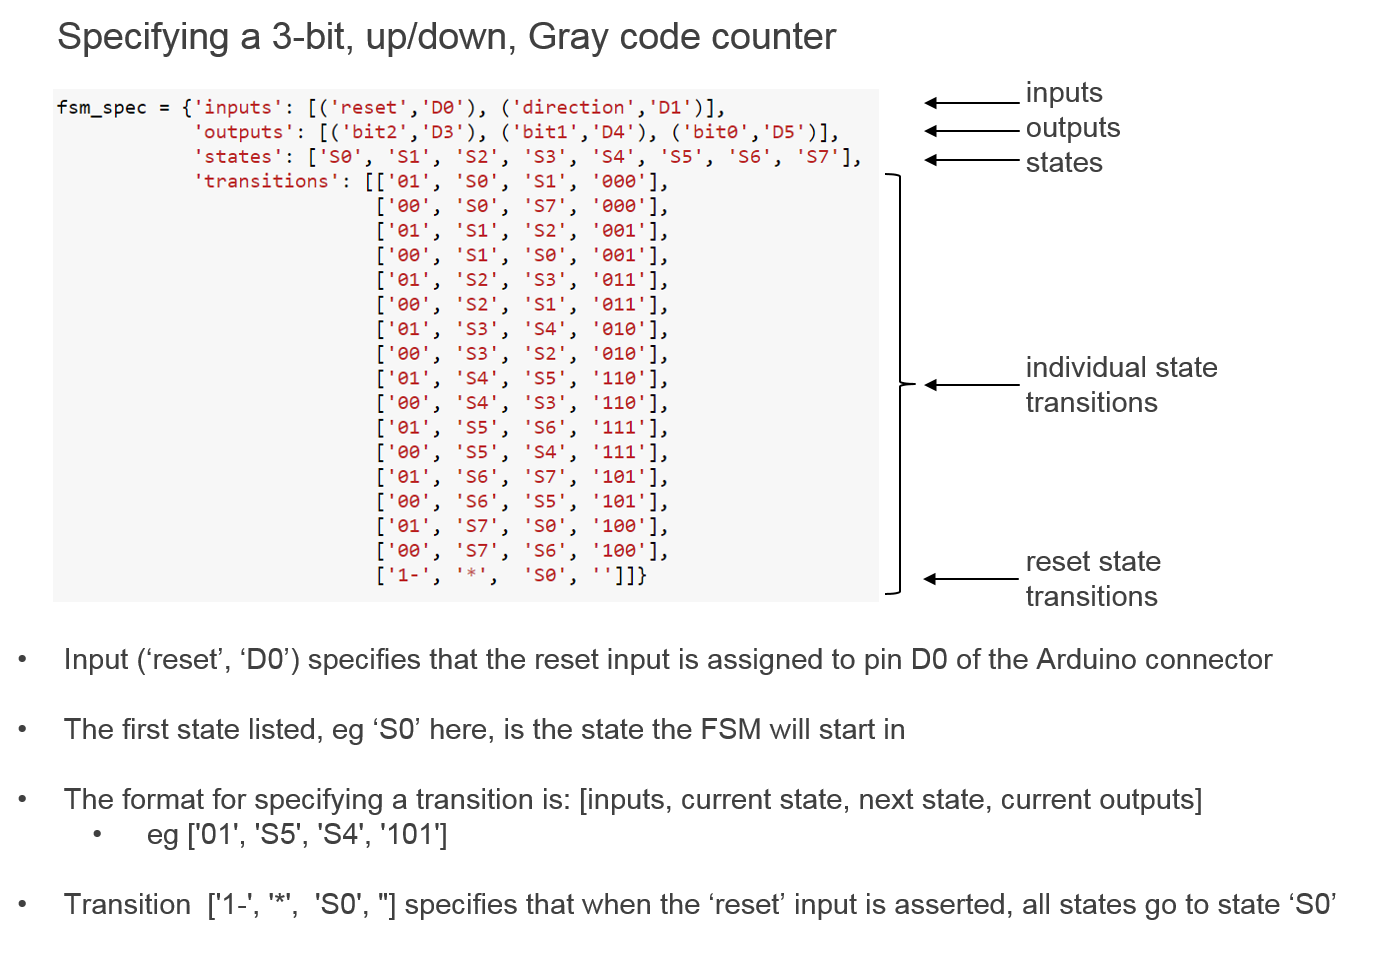 Specifying a 3-bit, up/down, Gray code counter
fsm_spec = {'inputs': [('reset','D0'), ('direction','D1')],
'outputs': [('bit2','D3'), ('bit1','D4'), ('bit0','D5')],
'states': ['S0', 'S1', 'S2', 'S3', 'S4', 'S5', 'S6', 'S7'],
'transitions': [['01', 'S0', 'S1', '000'],
['00', 'S0', 'S7', '000'],
['01', 'S1', 'S2', '001'],
['00', 'S1', 'S0', '001'],
['01', 'S2', 'S3', '011'],
['00', 'S2', 'S1', '011'],
['01', 'S3', 'S4', '010'],
['00', 'S3', 'S2', '010'],
['01', 'S4', 'S5', '110'],
['00', 'S4', 'S3', '110'],
['01', 'S5', 'S6', '111'],
['00', 'S5', 'S4', '111'],
['01', 'S6', 'S7', '101'],
['00', 'S6', 'S5', '101'],
['01', 'S7', 'S0', '100'],
['00', 'S7', 'S6', '100'],
['1-', '*', 'S0', '']]}
inputs
outputs
states
individual state
transitions
reset state
transitions
• Input (‘reset’, ‘D0’) specifies that the reset input is assigned to pin D0 of the Arduino connector
• The first state listed, eg ‘S0’ here, is the state the FSM will start in
• The format for specifying a transition is: [inputs, current state, next state, current outputs]
• eg ['01', 'S5', 'S4', '101']
• Transition ['1-', '*', 'S0', ''] specifies that when the ‘reset’ input is asserted, all states go to state ‘S0’